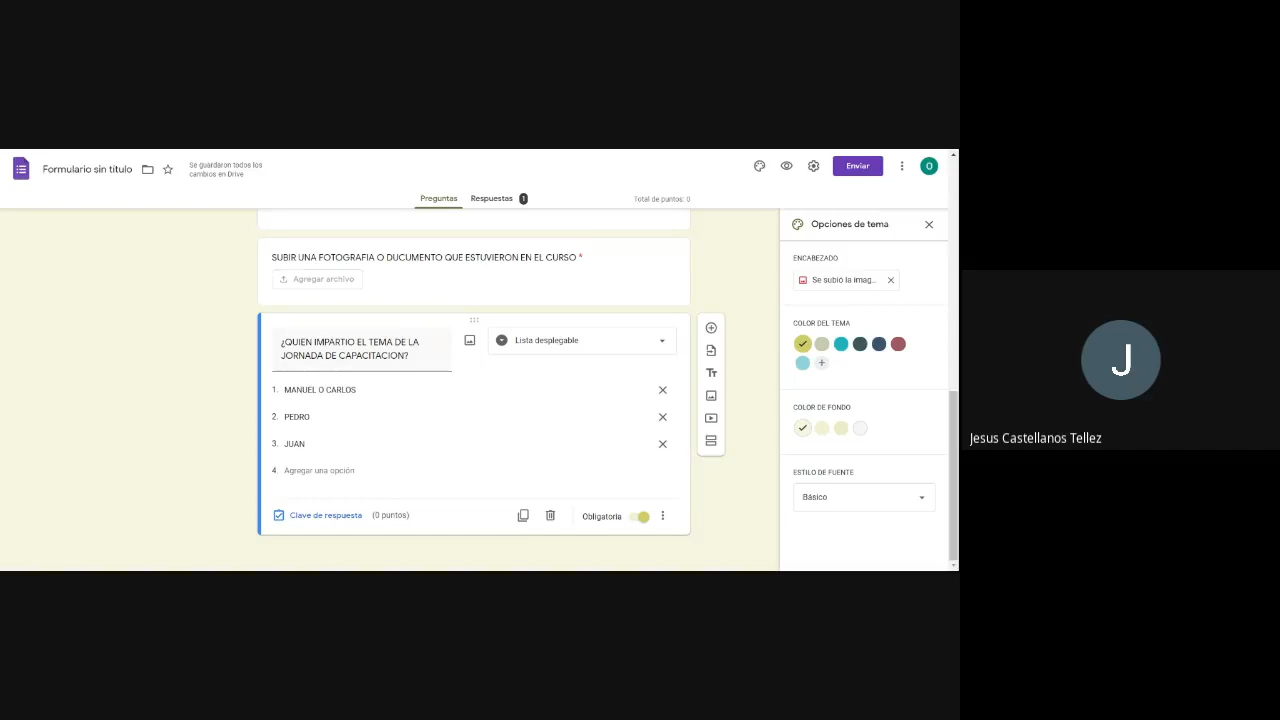 Formulario sin título
Se guardaron todos los
cambios en Drive
Enviar
O
Preguntas
Respuestas 1
Total de puntos: 0
SUBIR UNA FOTOGRAFIA O DUCUMENTO QUE ESTUVIERON EN EL CURSO *
Agregar archivo
¿QUIEN IMPARTIO EL TEMA DE LA
JORNADA DE CAPACITACION?
Lista desplegable
1. MANUEL O CARLOS
2. PEDRO
3. JUAN
4. Agregar una opción
Clave de respuesta (0 puntos)
Obligatoria
Opciones de tema
ENCABEZADO
Se subió la imag...
COLOR DEL TEMA
COLOR DE FONDO
ESTILO DE FUENTE
Básico
J
Jesus Castellanos Tellez